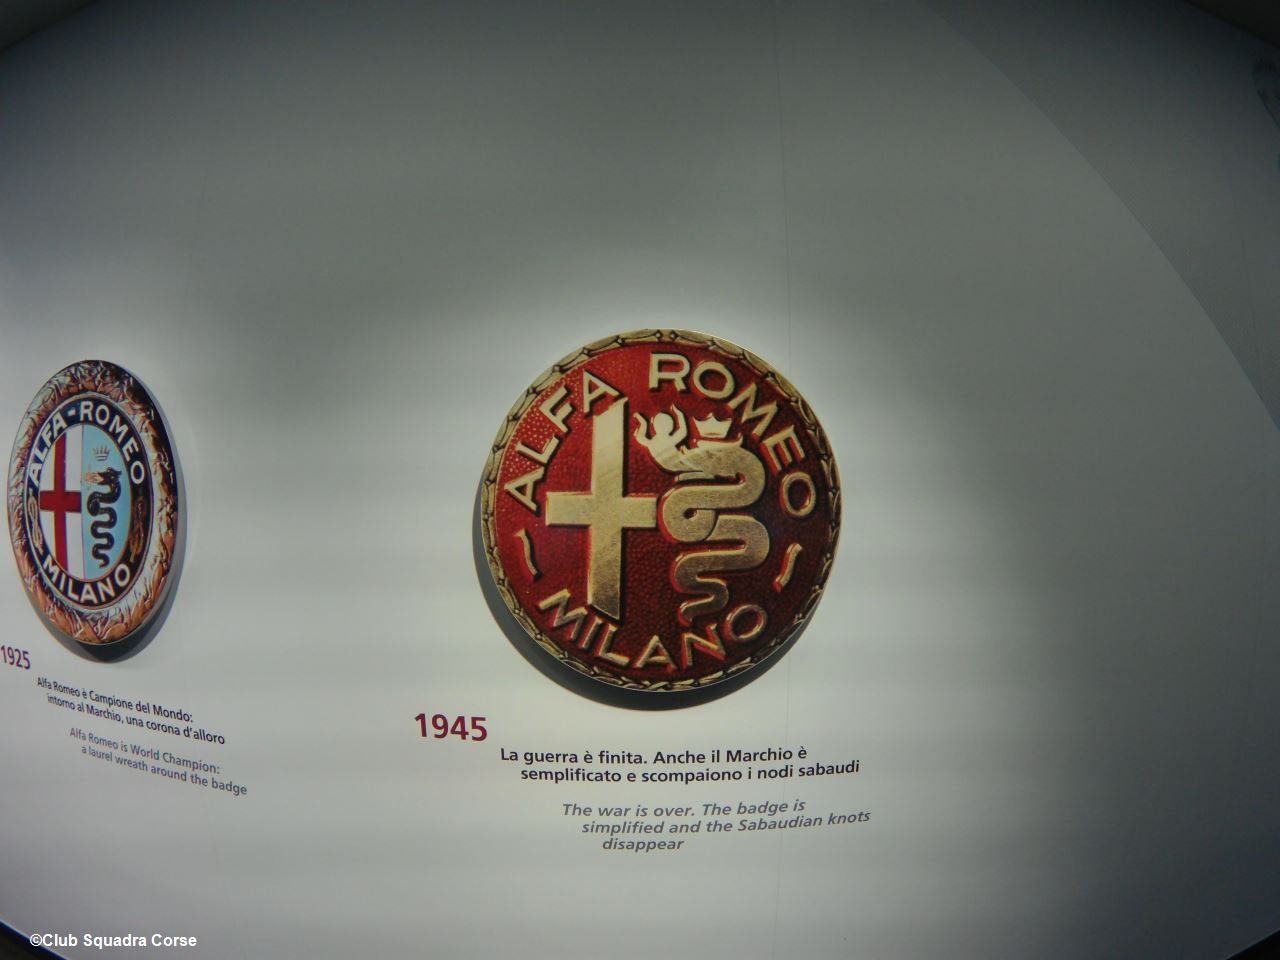 ALFA-ROMEO
MILANO
1925
Alfa Romeo è Campione del Mondo:
intorno al Marchio, una corona d'alloro
Alfa Romeo is World Champion:
a laurel wreath around the badge
ALFA ROMEO
MILANO
1945
La guerra è finita. Anche il Marchio è
semplificato e scompaiono i nodi sabaudi
The war is over. The badge is
simplified and the Sabaudian knots
disappear
©Club Squadra Corse